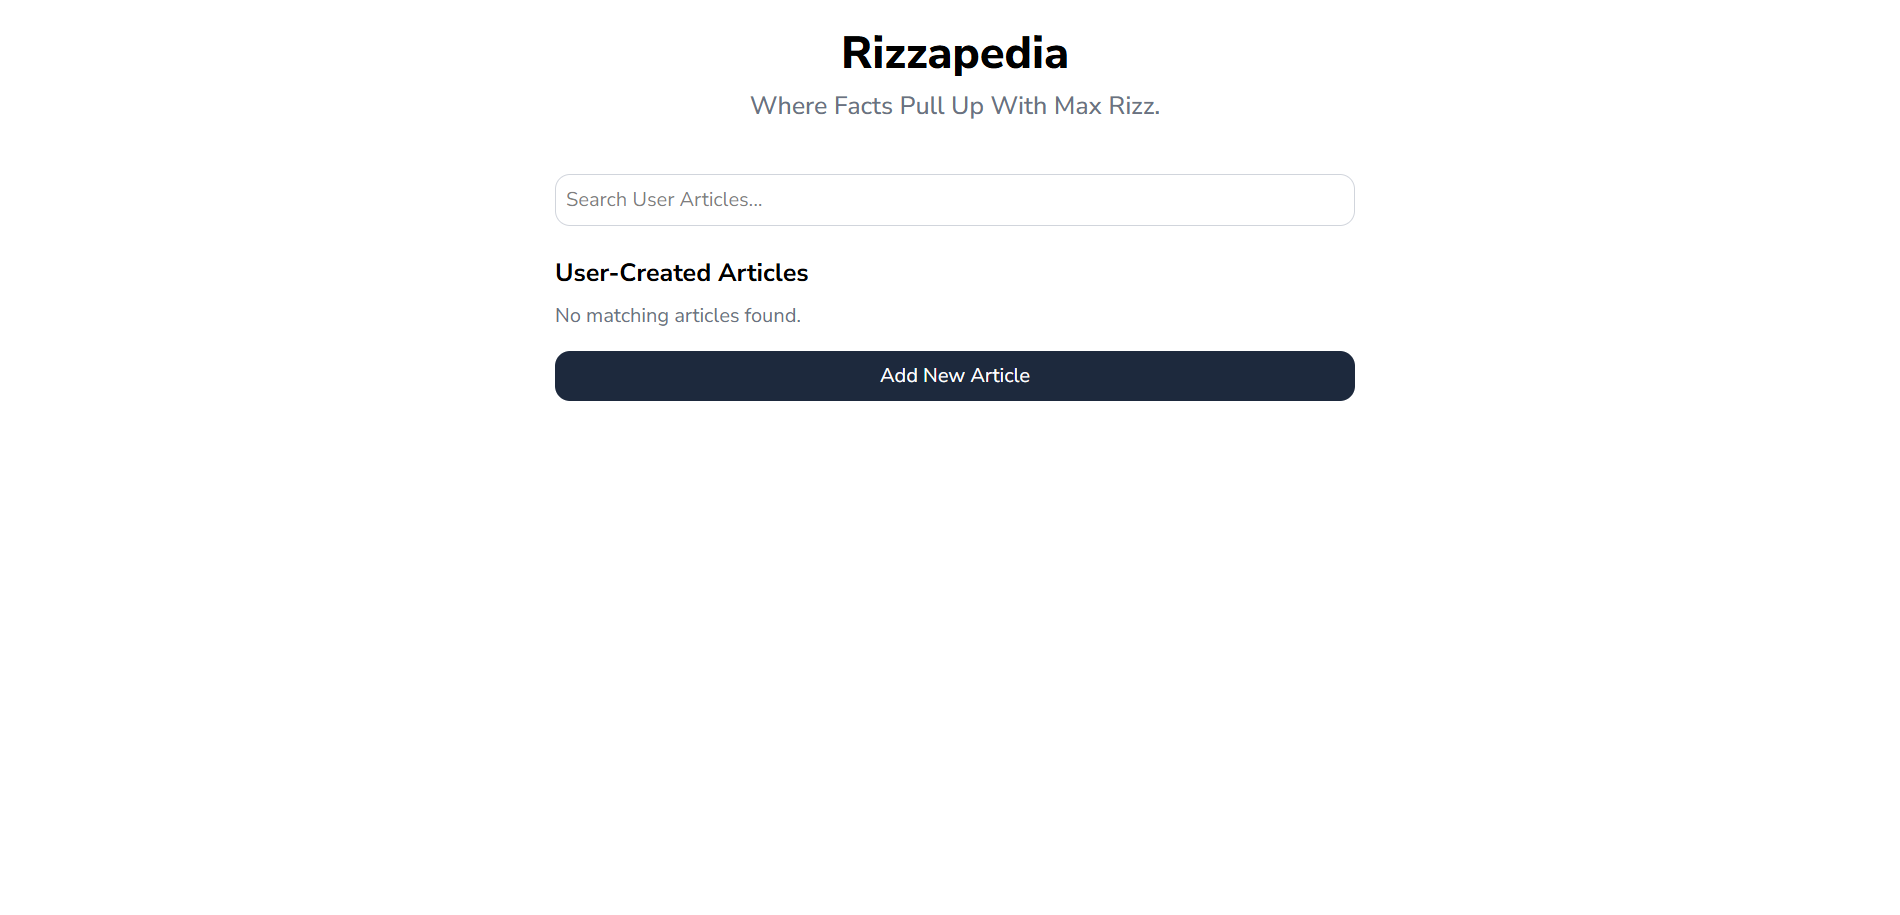 Rizzapedia
Where Facts Pull Up With Max Rizz.
Search User Articles...
User-Created Articles
No matching articles found.
Add New Article